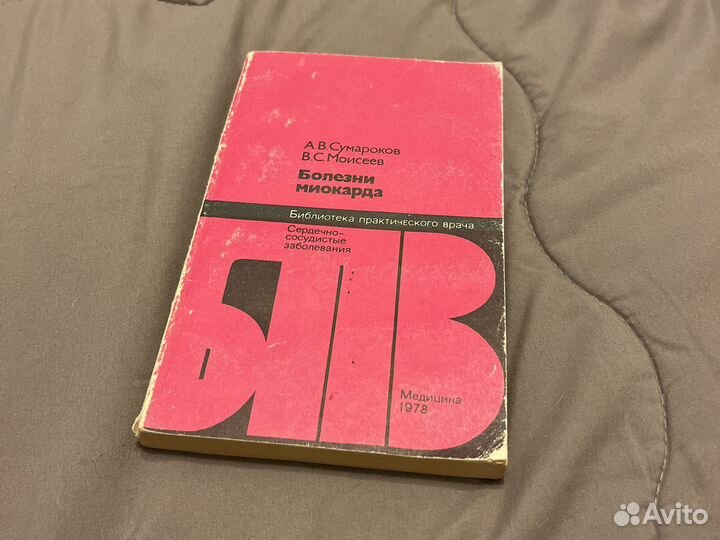 А.В.Сумароков
В.С.Моисеев
Болезни
миокарда
Библиотека практического врача
Сердечно-
сосудистые
заболевания
БПВ
Медицина
1978
Avito